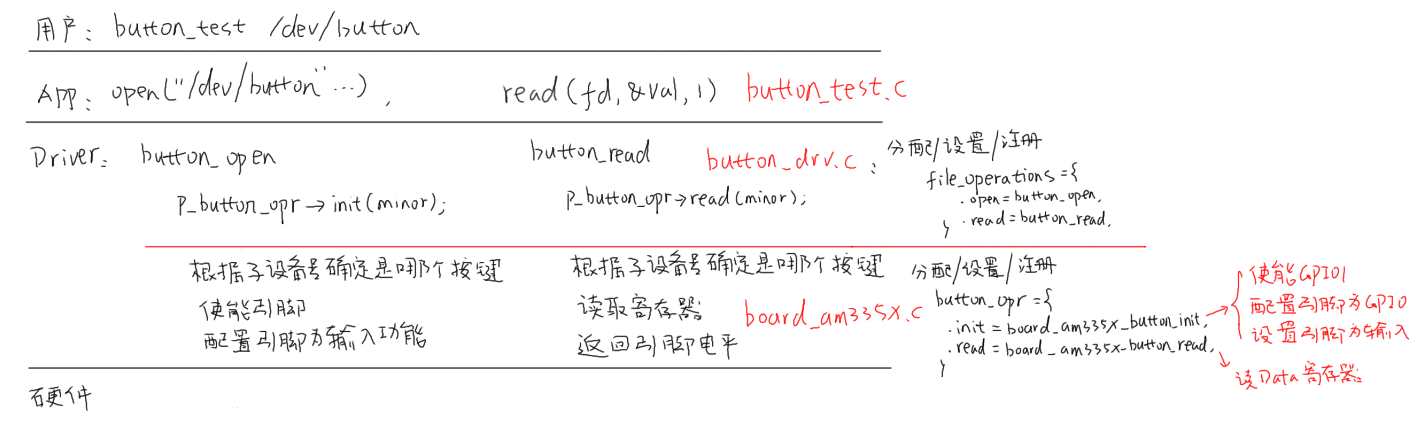 用户: button_test /dev/button
App: open("/dev/button"...), read(fd, &val, 1) button_test.c
Driver: button_open button_read button_drv.c: 分配/设置/注册
file_operations={
p_button_opr→init(minor); p_button_opr→read(minor); .open=button_open,
.read=button_read,
}
根据子设备号确定是哪个按键 根据子设备号确定是哪个按键 分配/设置/注册 使能GPIO1
使能引脚 读取寄存器 board_am335x.c button_opr={ 配置引脚为GPIO
配置引脚为输入功能 返回引脚电平 .init=board_am335x_button_init, 设置引脚为输入
.read=board_am335x_button_read,
} 读Data寄存器
硬件